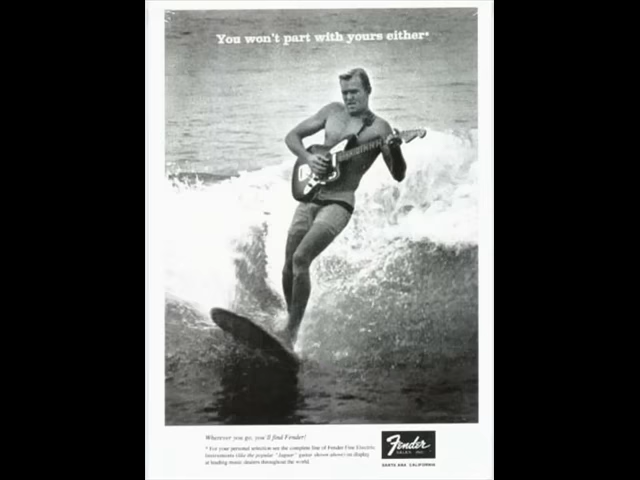 You won't part with yours either*
Wherever you go, you'll find Fender!
* For your personal selection see the complete line of Fender Fine Electric
Instruments (like the popular "Jaguar" guitar shown above) on display
at leading music dealers throughout the world.
Fender
SALES INC.
SANTA ANA CALIFORNIA